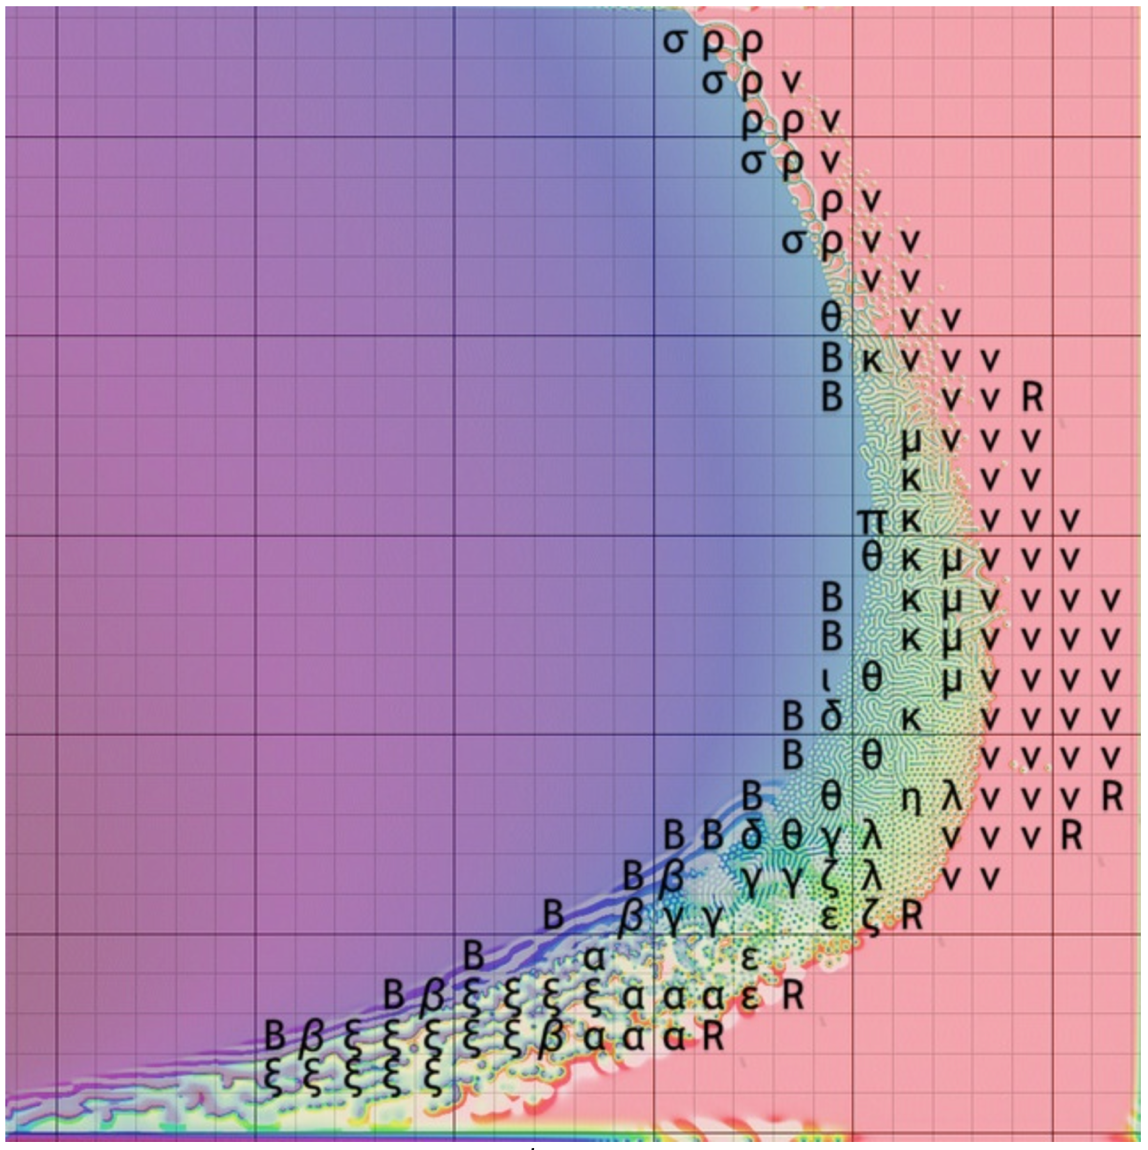 σ ρ ρ
σ ρ ν
ρ ρ ν
σ ρ ν
ρ ν
σ ρ ν ν
ν ν
θ ν ν
B κ ν ν ν
B ν ν R
μ ν ν ν
κ ν ν
π κ ν ν ν
θ κ μ ν ν ν
B κ μ ν ν ν ν
B κ μ ν ν ν ν
ι θ μ ν ν ν ν
B δ κ ν ν ν ν
B θ ν ν ν ν
B θ η λ ν ν ν R
B B δ θ γ λ ν ν ν R
B β γ γ ζ λ ν ν
B β γ γ ε ζ R
B α ε
B β ξ ξ ξ ξ α α α ε R
B β ξ ξ ξ ξ ξ β α α α R
ξ ξ ξ ξ ξ